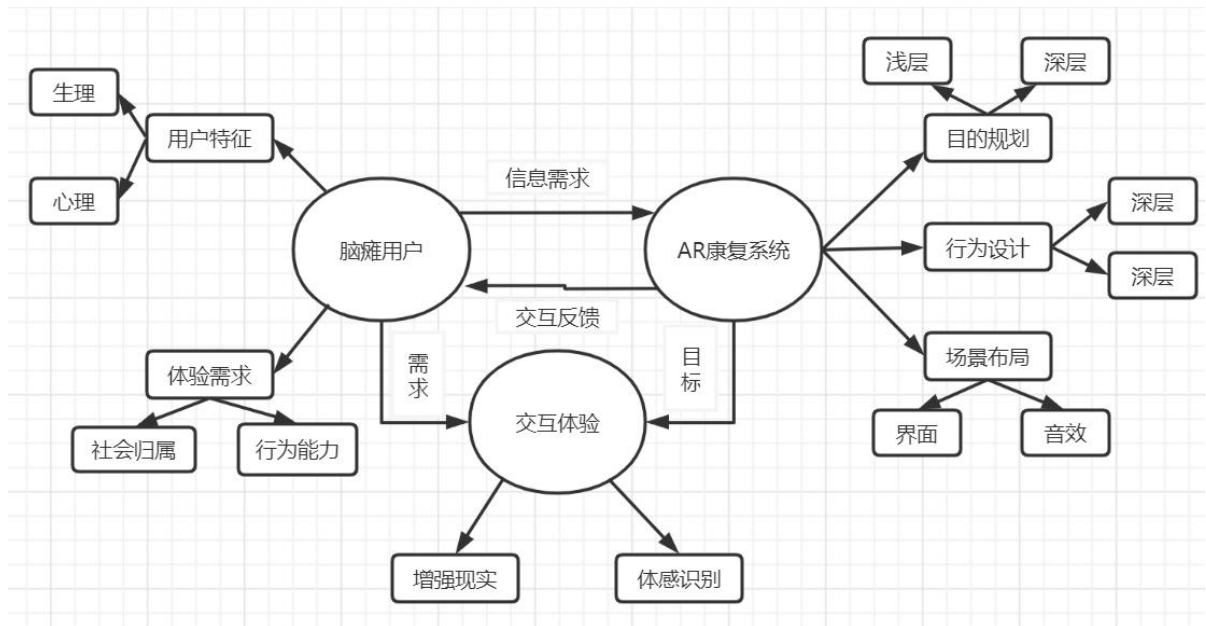 浅层
深层
生理
用户特征
目的规划
信息需求
心理
深层
脑瘫用户
AR康复系统
行为设计
深层
交互反馈
场景布局
体验需求
需求
目标
界面
音效
社会归属
行为能力
交互体验
增强现实
体感识别